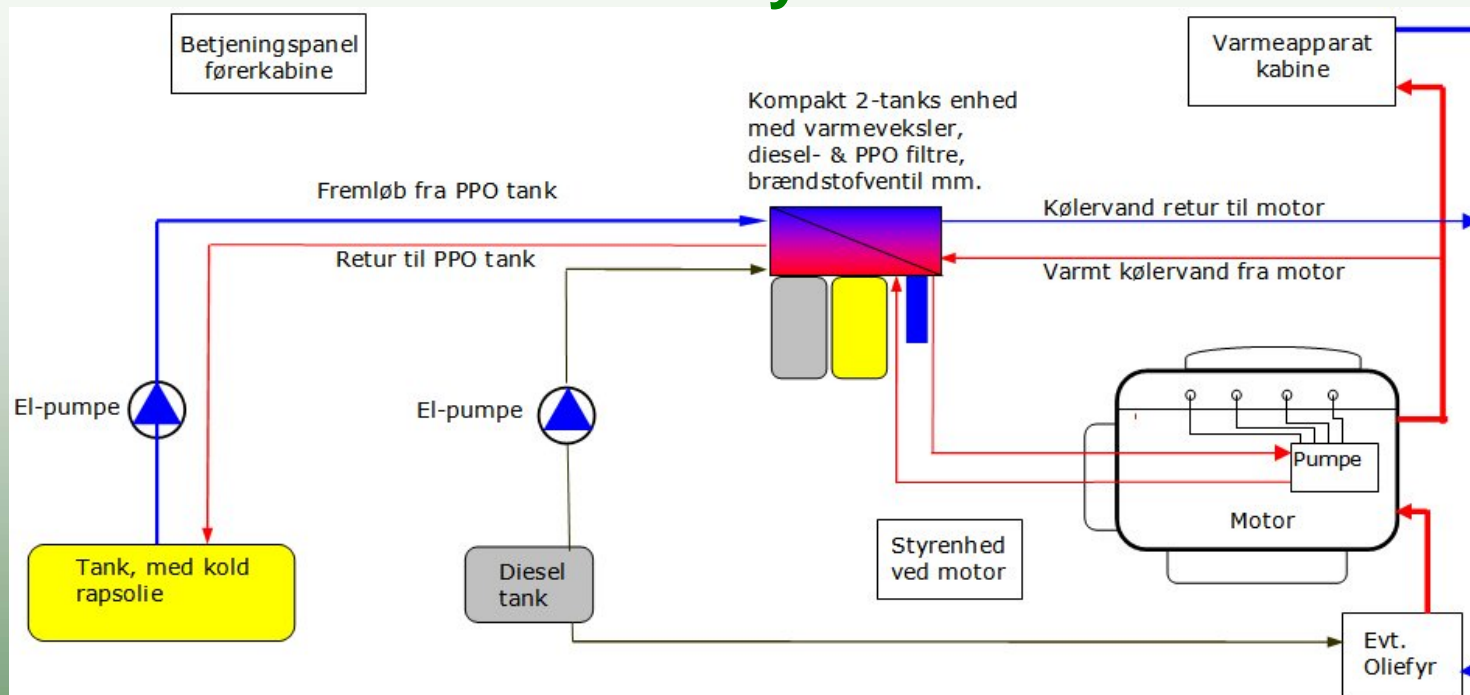 Betjeningspanel
førerkabine
Varmeapparat
kabine
Kompakt 2-tanks enhed
med varmeveksler,
diesel- & PPO filtre,
brændstofventil mm.
Fremløb fra PPO tank
Kølervand retur til motor
Retur til PPO tank
Varmt kølervand fra motor
El-pumpe
El-pumpe
Pumpe
Motor
Styrenhed
ved motor
Tank, med kold
rapsolie
Diesel
tank
Evt.
Oliefyr